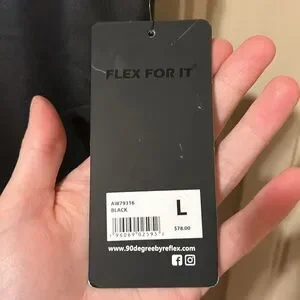 FLEX FOR IT®
AW79316
BLACK
L
$78.00
www.90degreebyreflex.com